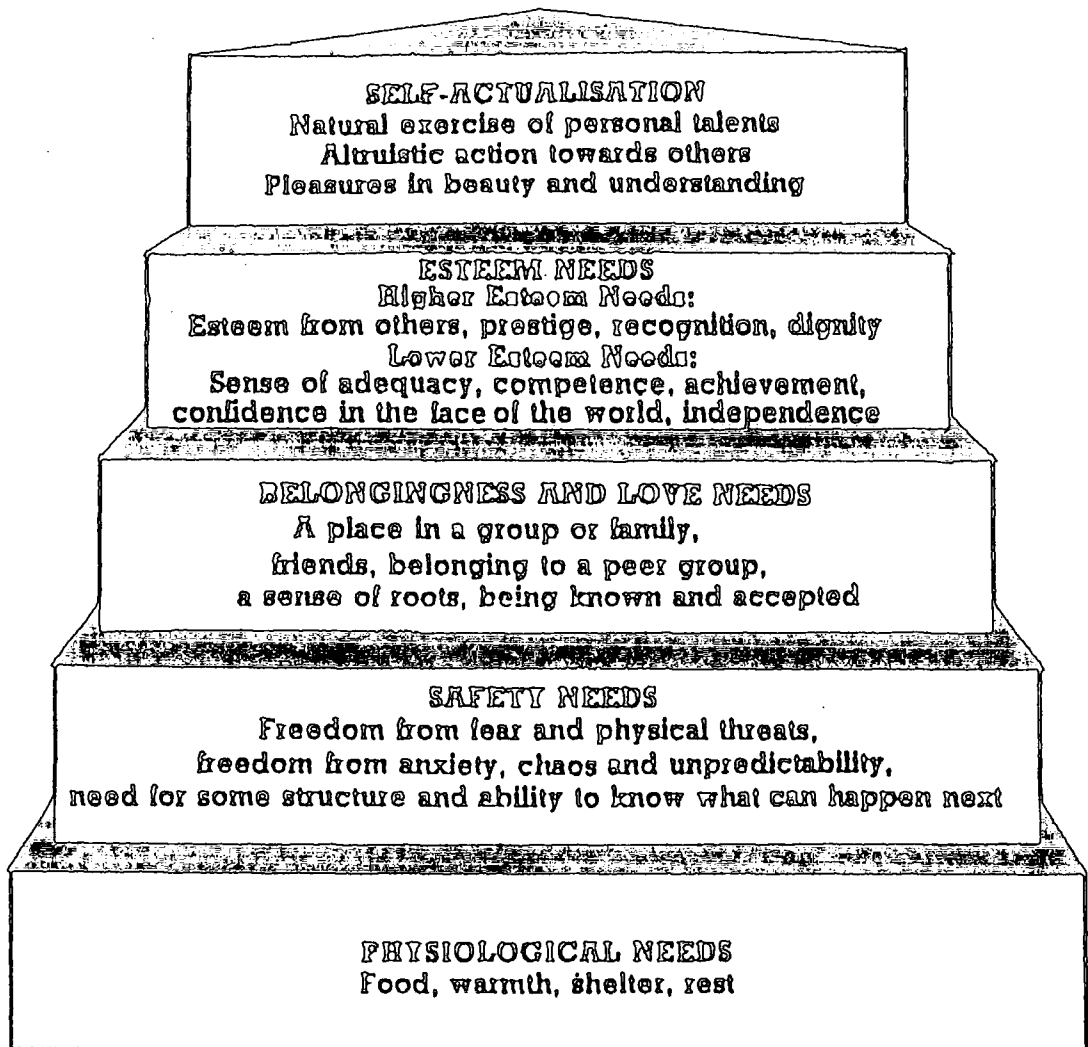 SELF-ACTUALISATION
Natural exercise of personal talents
Altruistic action towards others
Pleasures in beauty and understanding
ESTEEM NEEDS
Higher Esteem Needs:
Esteem from others, prestige, recognition, dignity
Lower Esteem Needs:
Sense of adequacy, competence, achievement,
confidence in the face of the world, independence
BELONGINGNESS AND LOVE NEEDS
A place in a group or family,
friends, belonging to a peer group,
a sense of roots, being known and accepted
SAFETY NEEDS
Freedom from fear and physical threats,
freedom from anxiety, chaos and unpredictability,
need for some structure and ability to know what can happen next
PHYSIOLOGICAL NEEDS
Food, warmth, shelter, rest